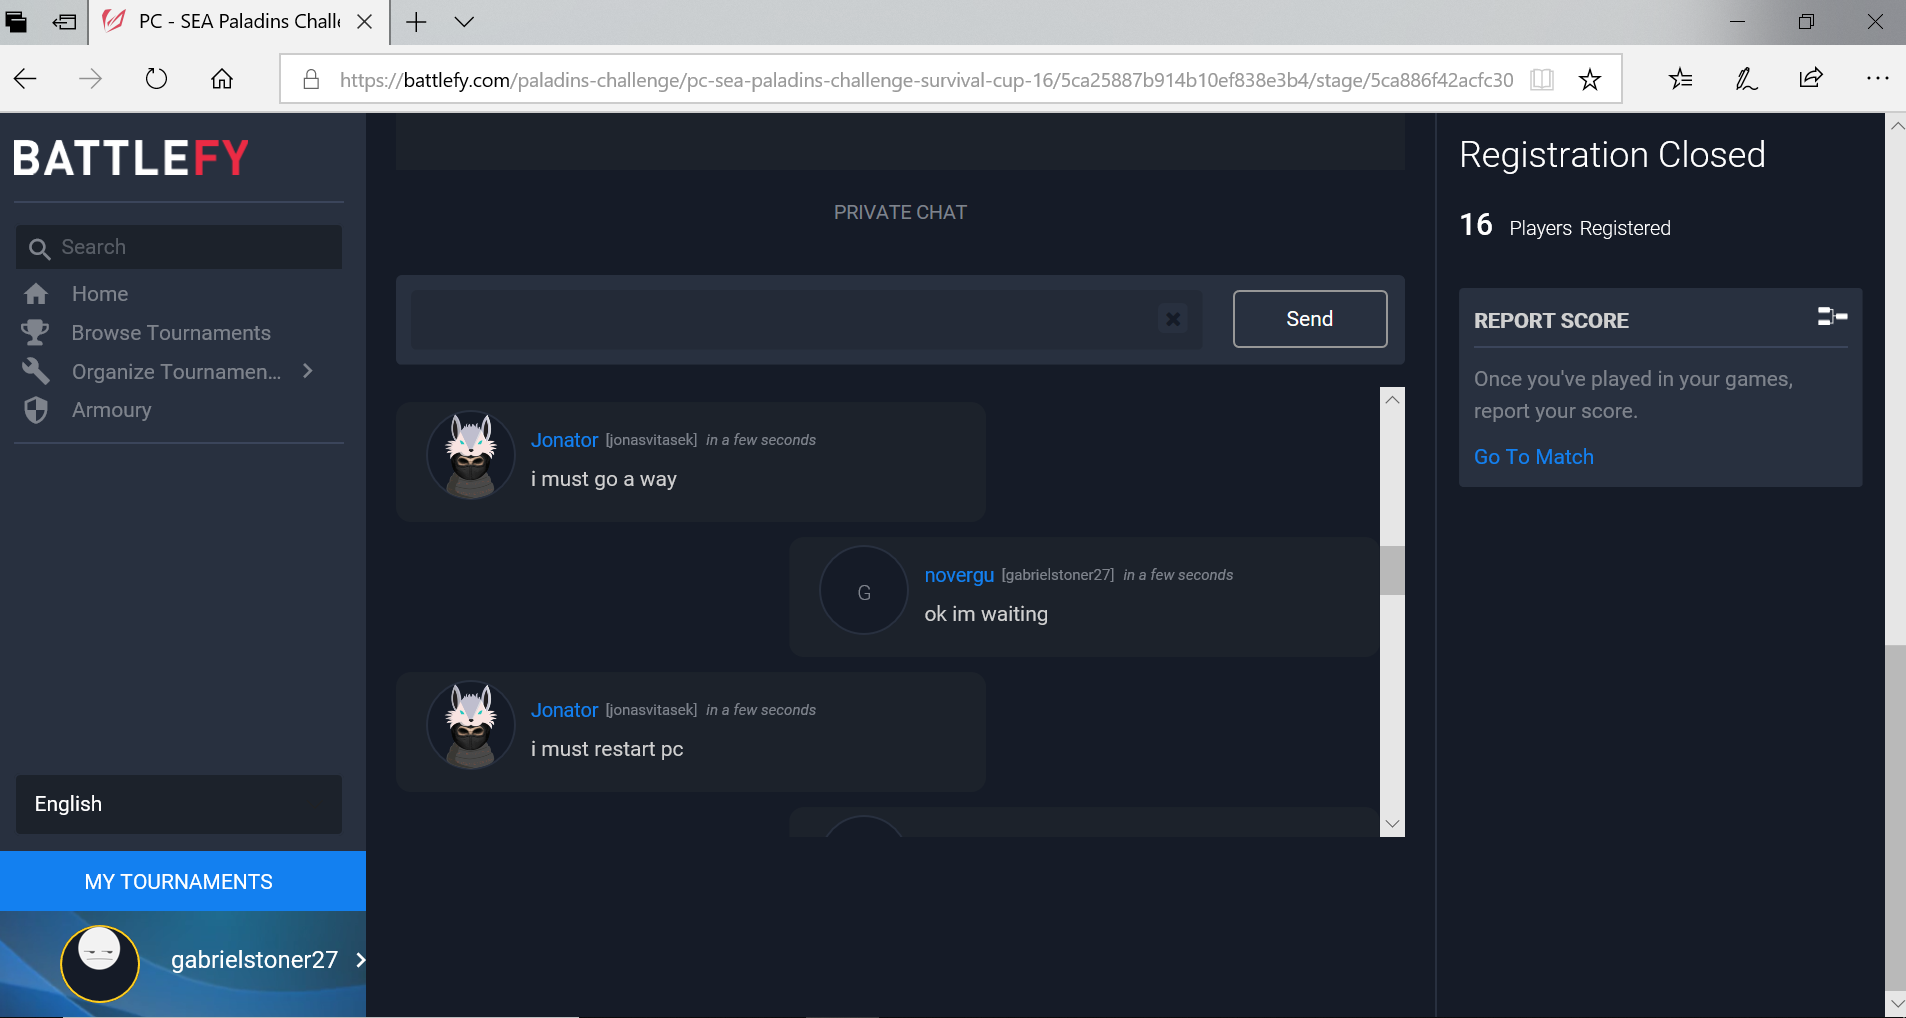 PC - SEA Paladins Challe
https://battlefy.com/paladins-challenge/pc-sea-paladins-challenge-survival-cup-16/5ca25887b914b10ef838e3b4/stage/5ca886f42acfc30
BATTLEFY
Search
Home
Browse Tournaments
Organize Tournamen...
Armoury
English
MY TOURNAMENTS
gabrielstoner27
PRIVATE CHAT
Send
Jonator [jonasvitasek] in a few seconds
i must go a way
G
novergu [gabrielstoner27] in a few seconds
ok im waiting
Jonator [jonasvitasek] in a few seconds
i must restart pc
Registration Closed
16 Players Registered
REPORT SCORE
Once you've played in your games,
report your score.
Go To Match